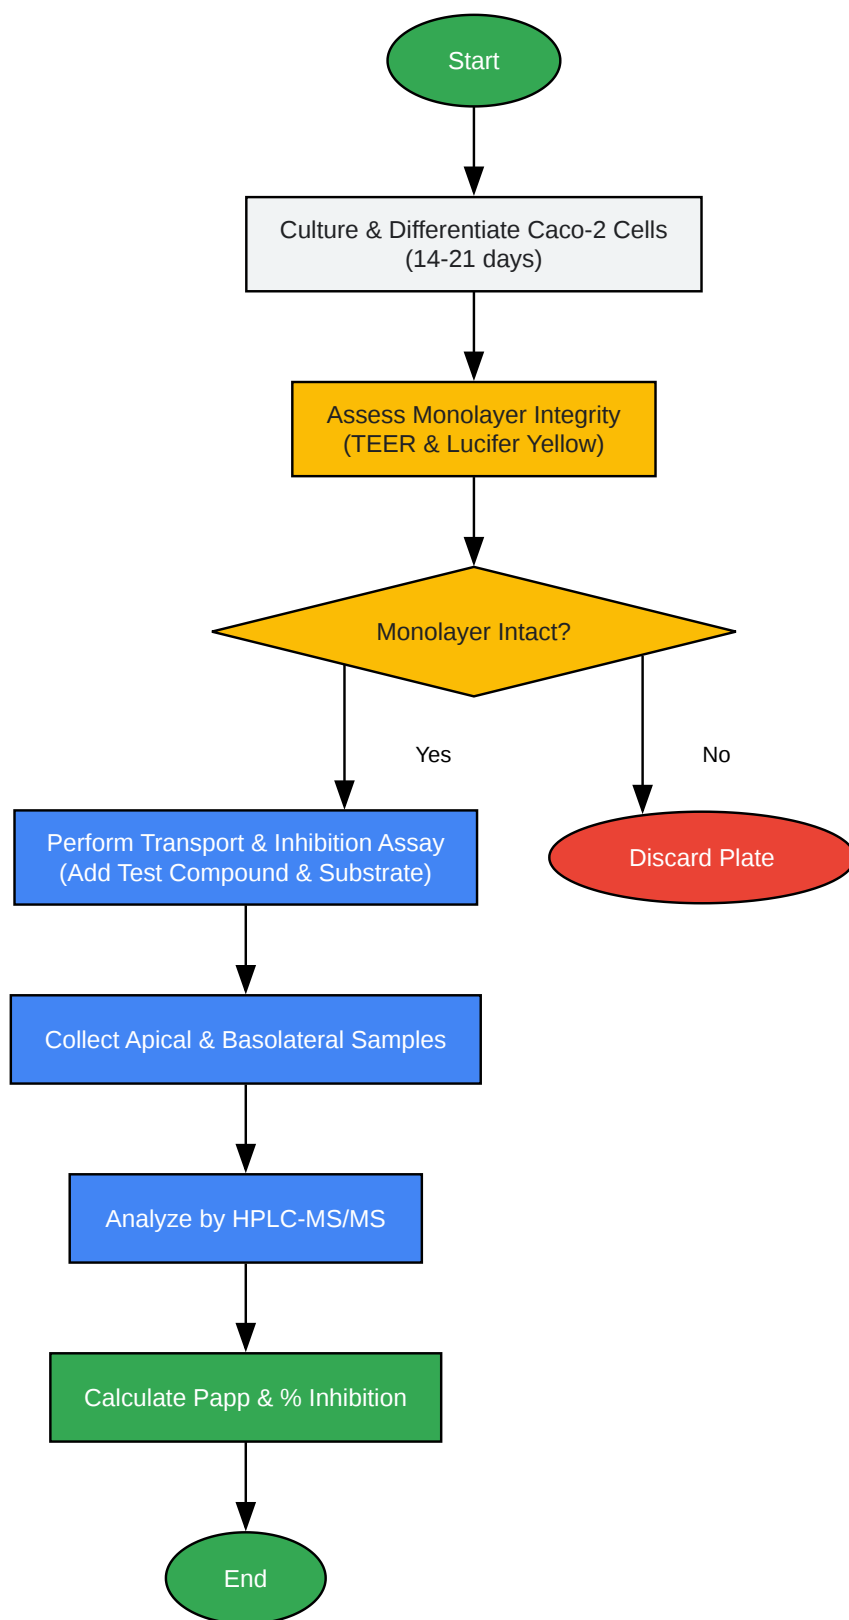 Start
Culture & Differentiate Caco-2 Cells
(14-21 days)
Assess Monolayer Integrity
(TEER & Lucifer Yellow)
Monolayer Intact?
Yes
No
Perform Transport & Inhibition Assay
(Add Test Compound & Substrate)
Discard Plate
Collect Apical & Basolateral Samples
Analyze by HPLC-MS/MS
Calculate Papp & % Inhibition
End